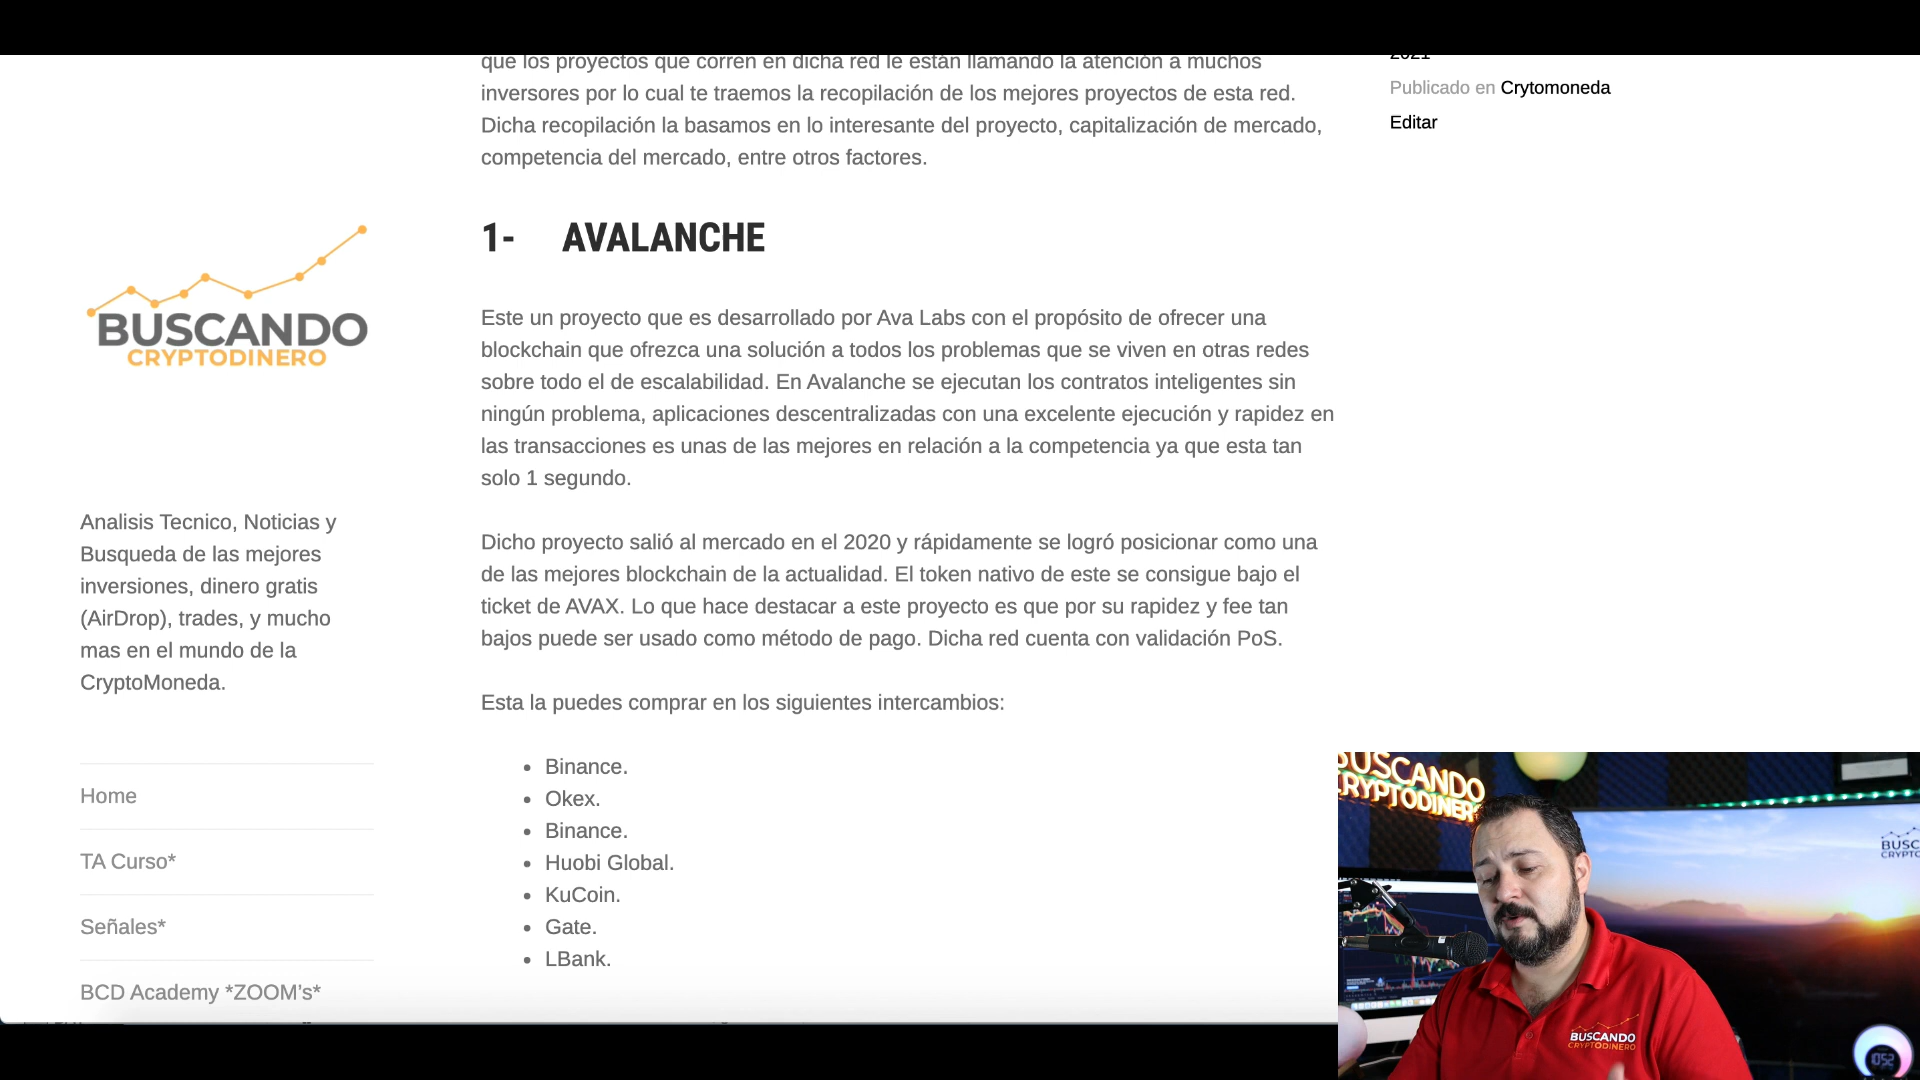 que los proyectos que corren en dicha red le están llamando la atención a muchos
inversores por lo cual te traemos la recopilación de los mejores proyectos de esta red.
Dicha recopilación la basamos en lo interesante del proyecto, capitalización de mercado,
competencia del mercado, entre otros factores.
2021
Publicado en Crytomoneda
Editar
BUSCANDO
CRYPTODINERO
Analisis Tecnico, Noticias y
Busqueda de las mejores
inversiones, dinero gratis
(AirDrop), trades, y mucho
mas en el mundo de la
CryptoMoneda.
Home
TA Curso*
Señales*
BCD Academy *ZOOM's*
1- AVALANCHE
Este un proyecto que es desarrollado por Ava Labs con el propósito de ofrecer una
blockchain que ofrezca una solución a todos los problemas que se viven en otras redes
sobre todo el de escalabilidad. En Avalanche se ejecutan los contratos inteligentes sin
ningún problema, aplicaciones descentralizadas con una excelente ejecución y rapidez en
las transacciones es unas de las mejores en relación a la competencia ya que esta tan
solo 1 segundo.
Dicho proyecto salió al mercado en el 2020 y rápidamente se logró posicionar como una
de las mejores blockchain de la actualidad. El token nativo de este se consigue bajo el
ticket de AVAX. Lo que hace destacar a este proyecto es que por su rapidez y fee tan
bajos puede ser usado como método de pago. Dicha red cuenta con validación PoS.
Esta la puedes comprar en los siguientes intercambios:
• Binance.
• Okex.
• Binance.
• Huobi Global.
• KuCoin.
• Gate.
• LBank.
BUSCANDO
CRYPTODINER
BUSC
CRYPTO
BUSCANDO
CRYPTODINERO
10:52